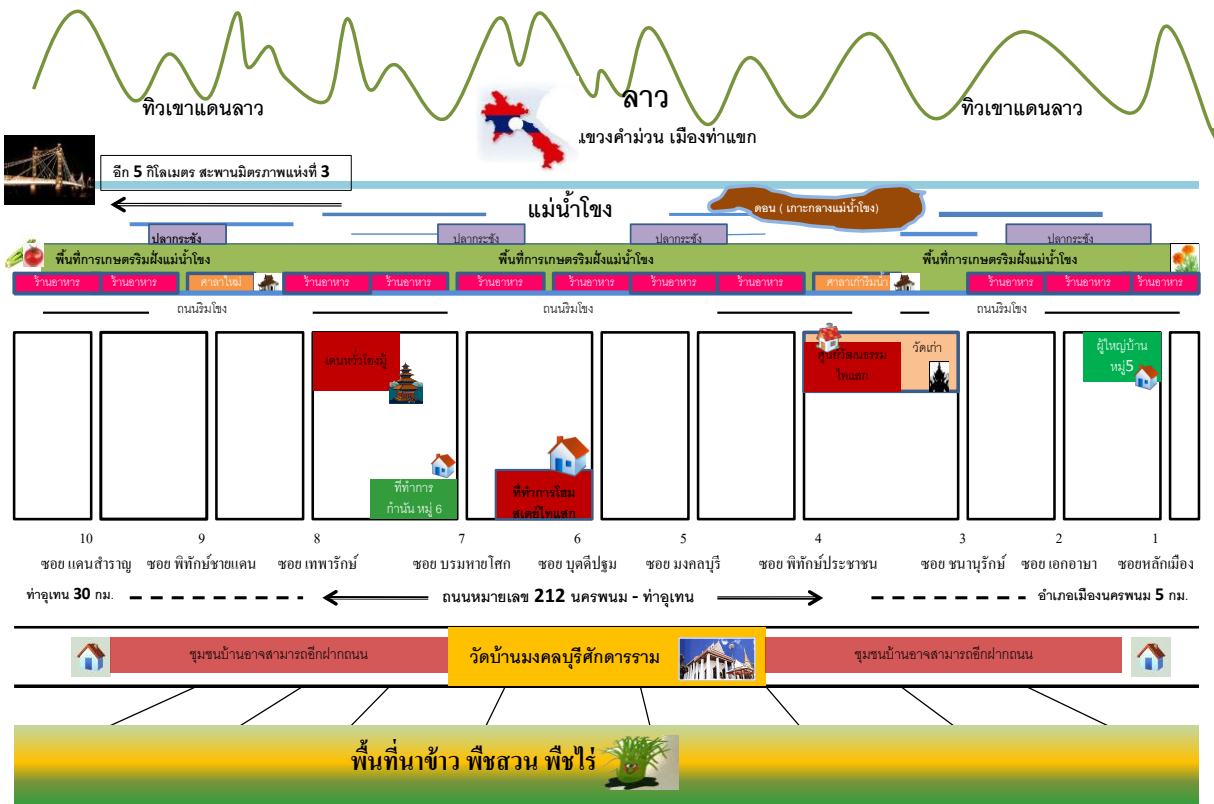 ลาว
ทิวเขาแดนลาว
ทิวเขาแดนลาว
แขวงคำม่วน เมืองท่าแขก
อีก 5 กิโลเมตร สะพานมิตรภาพแห่งที่ 3
แม่น้ำโขง
ดอน ( เกาะกลางแม่น้ำโขง)
ปลากระชัง
ปลากระชัง
ปลากระชัง
ปลากระชัง
พื้นที่การเกษตรริมฝั่งแม่น้ำโขง
พื้นที่การเกษตรริมฝั่งแม่น้ำโขง
พื้นที่การเกษตรริมฝั่งแม่น้ำโขง
ร้านอาหาร
ร้านอาหาร
ศาลาใหม่
ร้านอาหาร
ร้านอาหาร
ร้านอาหาร
ร้านอาหาร
ร้านอาหาร
ร้านอาหาร
ศาลาเก่าริมน้ำ
ร้านอาหาร
ร้านอาหาร
ร้านอาหาร
ถนนริมโขง
ถนนริมโขง
ถนนริมโขง
ศูนย์วัฒนธรรม
ไทแสก
วัดเก่า
ผู้ใหญ่บ้าน
หมู่5
ที่ทำการ
กำนัน หมู่ 6
ที่ทำการโฮม
สเตย์ไทแสก
10 9 8 7 6 5 4 3 2 1
ซอย แดนสำราญ
ซอย พิทักษ์ชายแดน
ซอย เทพารักษ์
ซอย บรมหายโศก
ซอย บุตดีปฐม
ซอย มงคลบุรี
ซอย พิทักษ์ประชาชน
ซอย ชนานุรักษ์
ซอย เอกอาษา
ซอยหลักเมือง
ท่าอุเทน 30 กม.
ถนนหมายเลข 212 นครพนม - ท่าอุเทน
อำเภอเมืองนครพนม 5 กม.
ชุมชนบ้านอาจสามารถอีกฝากถนน
วัดบ้านมงคลบุรีศักดารราม
ชุมชนบ้านอาจสามารถอีกฝากถนน
พื้นที่นาข้าว พืชสวน พืชไร่